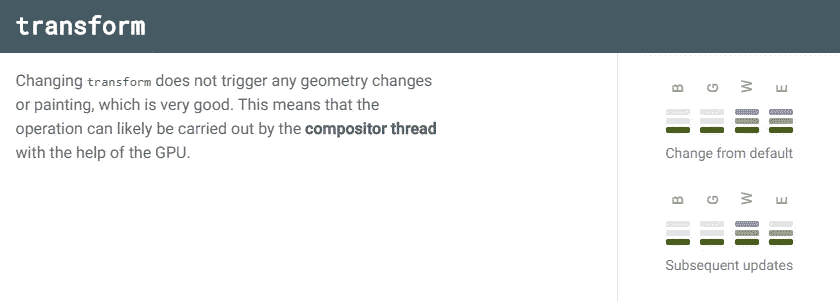 transform
Changing transform does not trigger any geometry changes
or painting, which is very good. This means that the
operation can likely be carried out by the compositor thread
with the help of the GPU.
B G W E
Change from default
B G W E
Subsequent updates